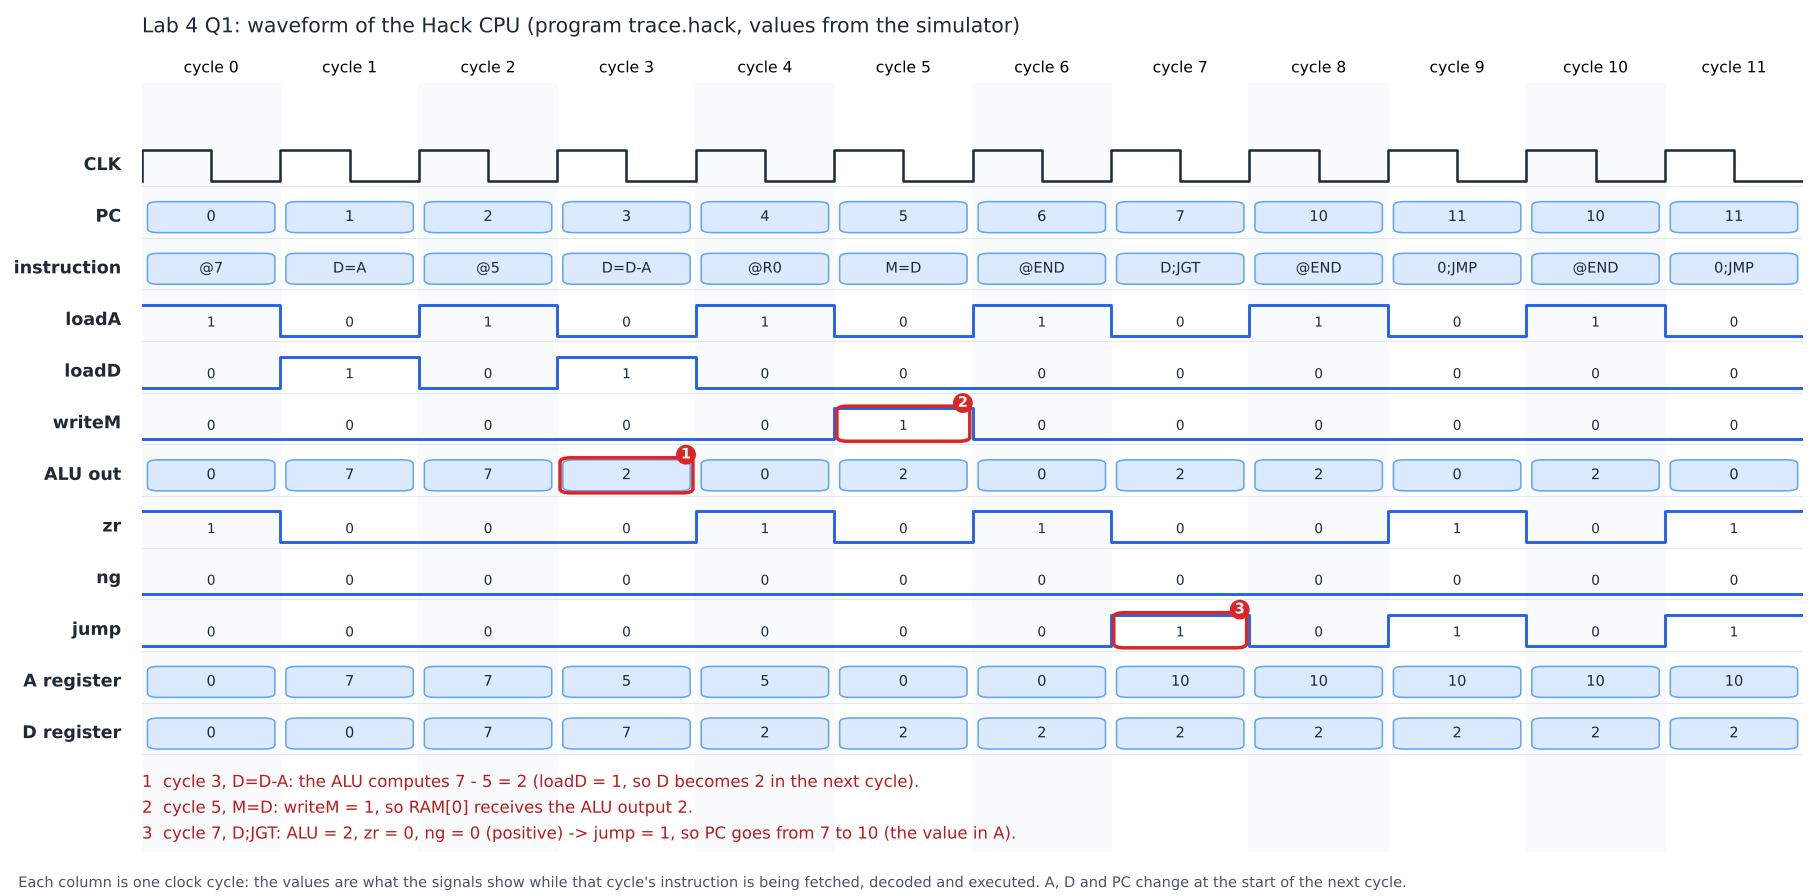 Lab 4 Q1: waveform of the Hack CPU (program trace.hack, values from the simulator)
cycle 0 cycle 1 cycle 2 cycle 3 cycle 4 cycle 5 cycle 6 cycle 7 cycle 8 cycle 9 cycle 10 cycle 11
CLK
PC 0 1 2 3 4 5 6 7 10 11 10 11
instruction @7 D=A @5 D=D-A @R0 M=D @END D;JGT @END 0;JMP @END 0;JMP
loadA 1 0 1 0 1 0 1 0 1 0 1 0
loadD 0 1 0 1 0 0 0 0 0 0 0 0
2
writeM 0 0 0 0 0 1 0 0 0 0 0 0
1
ALU out 0 7 7 2 0 2 0 2 2 0 2 0
zr 1 0 0 0 1 0 1 0 0 1 0 1
ng 0 0 0 0 0 0 0 0 0 0 0 0
3
jump 0 0 0 0 0 0 0 1 0 1 0 1
A register 0 7 7 5 5 0 0 10 10 10 10 10
D register 0 0 7 7 2 2 2 2 2 2 2 2
1 cycle 3, D=D-A: the ALU computes 7 - 5 = 2 (loadD = 1, so D becomes 2 in the next cycle).
2 cycle 5, M=D: writeM = 1, so RAM[0] receives the ALU output 2.
3 cycle 7, D;JGT: ALU = 2, zr = 0, ng = 0 (positive) -> jump = 1, so PC goes from 7 to 10 (the value in A).
Each column is one clock cycle: the values are what the signals show while that cycle's instruction is being fetched, decoded and executed. A, D and PC change at the start of the next cycle.